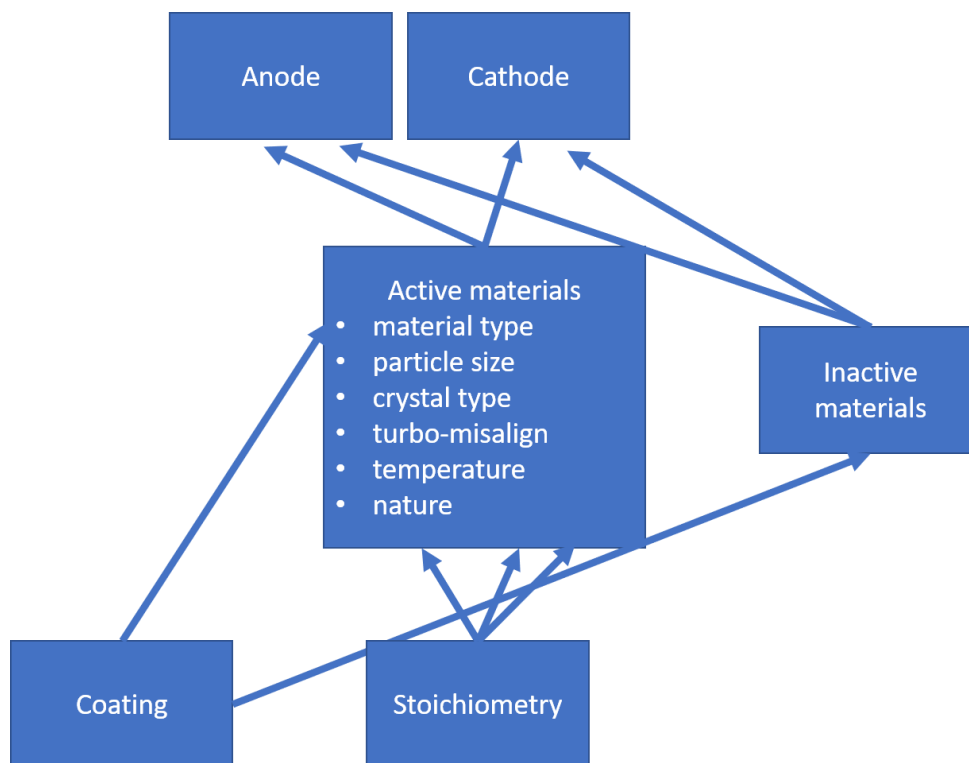 Anode
Cathode
Active materials
• material type
• particle size
• crystal type
• turbo-misalign
• temperature
• nature
Inactive
materials
Coating
Stoichiometry